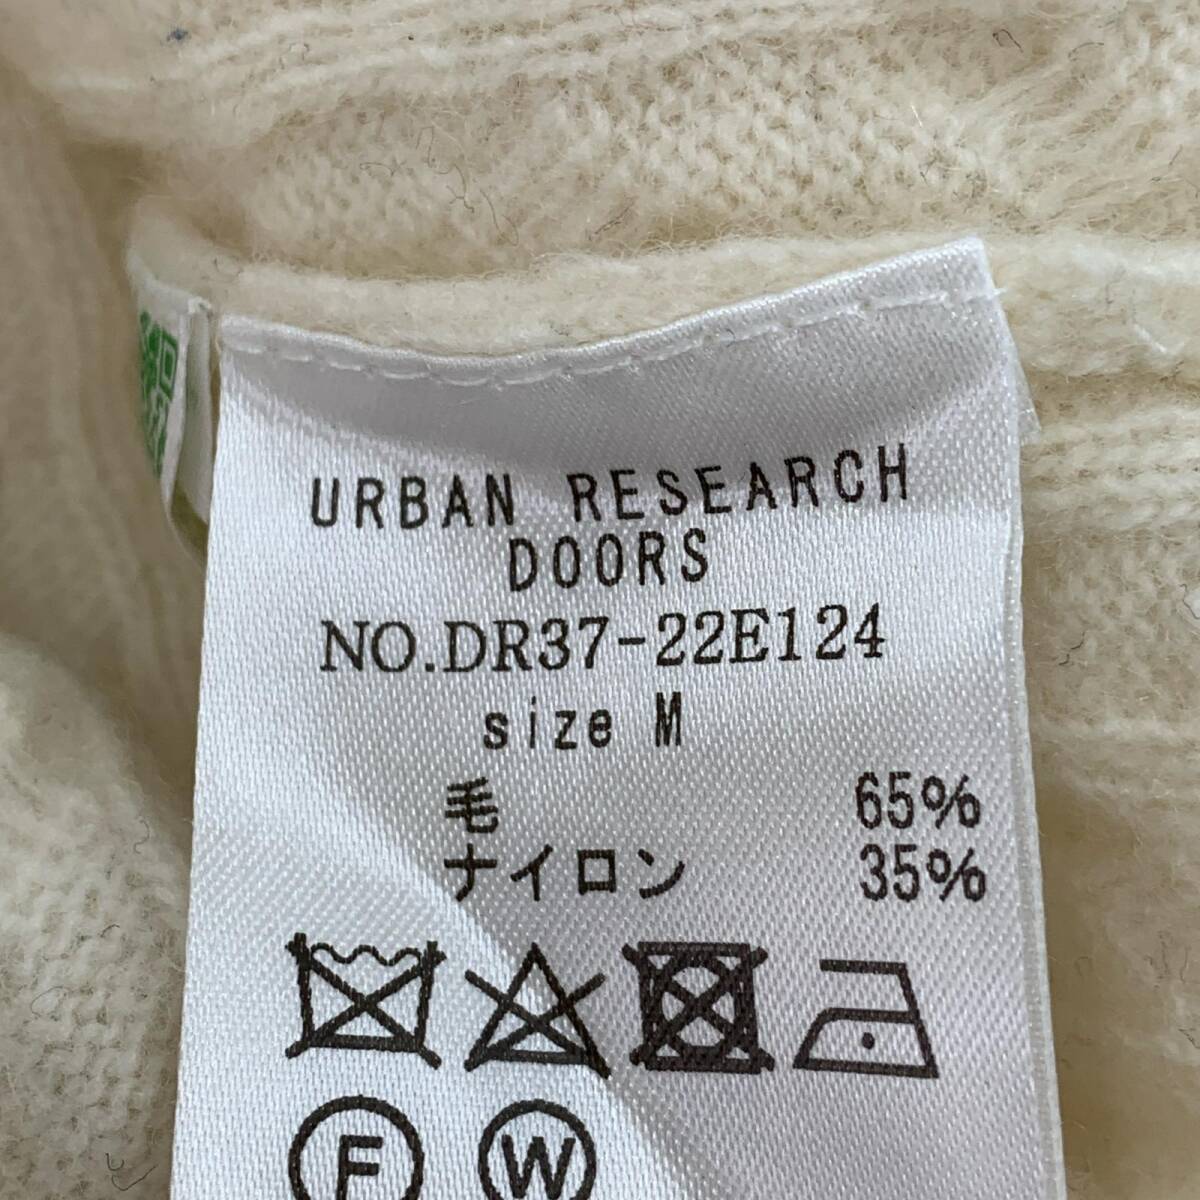 URBAN RESEARCH
DOORS
NO.DR37-22E124
size M
毛 65%
ナイロン 35%
F W